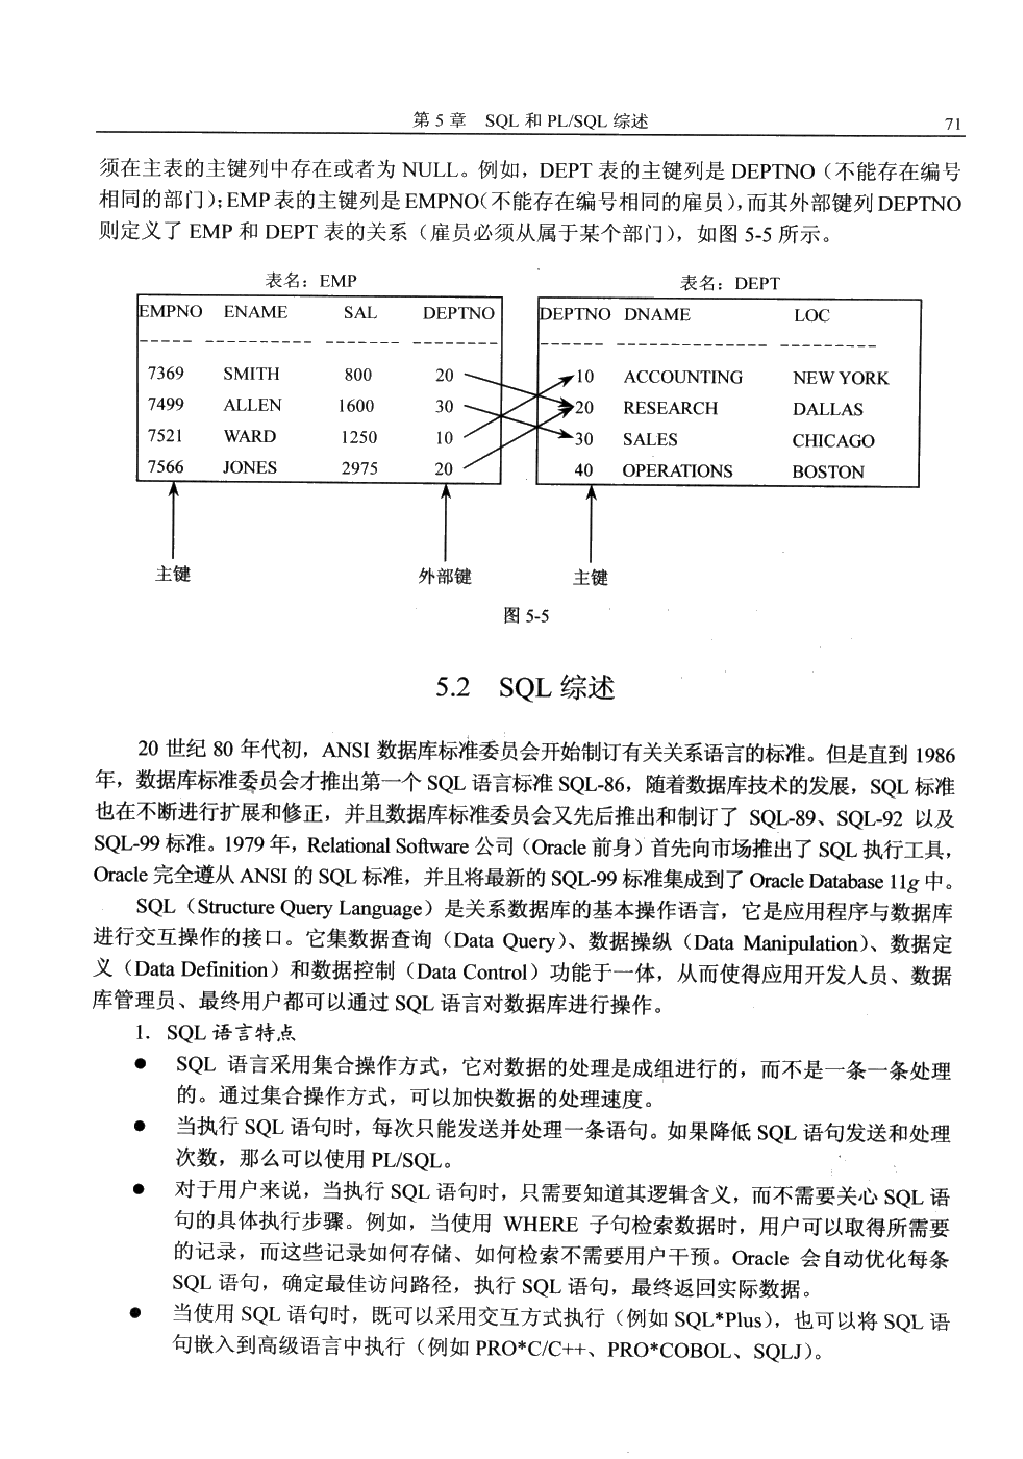 第 5 章 SQL 和 PL/SQL 综述 71
须在主表的主键列中存在或者为 NULL。例如，DEPT 表的主键列是 DEPTNO（不能存在编号
相同的部门）；EMP 表的主键列是 EMPNO（不能存在编号相同的雇员），而其外部键列 DEPTNO
则定义了 EMP 和 DEPT 表的关系（雇员必须从属于某个部门），如图 5-5 所示。
表名：EMP
EMPNO ENAME SAL DEPTNO
----- ---------- ------- --------
7369 SMITH 800 20
7499 ALLEN 1600 30
7521 WARD 1250 10
7566 JONES 2975 20
表名：DEPT
DEPTNO DNAME LOC
------ -------------- ---------
10 ACCOUNTING NEW YORK
20 RESEARCH DALLAS
30 SALES CHICAGO
40 OPERATIONS BOSTON
主键 外部键 主键
图 5-5
5.2 SQL 综述
20 世纪 80 年代初，ANSI 数据库标准委员会开始制订有关关系语言的标准。但是直到 1986
年，数据库标准委员会才推出第一个 SQL 语言标准 SQL-86，随着数据库技术的发展，SQL 标准
也在不断进行扩展和修正，并且数据库标准委员会又先后推出和制订了 SQL-89、SQL-92 以及
SQL-99 标准。1979 年，Relational Software 公司（Oracle 前身）首先向市场推出了 SQL 执行工具，
Oracle 完全遵从 ANSI 的 SQL 标准，并且将最新的 SQL-99 标准集成到了 Oracle Database 11g 中。
SQL（Structure Query Language）是关系数据库的基本操作语言，它是应用程序与数据库
进行交互操作的接口。它集数据查询（Data Query）、数据操纵（Data Manipulation）、数据定
义（Data Definition）和数据控制（Data Control）功能于一体，从而使得应用开发人员、数据
库管理员、最终用户都可以通过 SQL 语言对数据库进行操作。
1．SQL 语言特点
● SQL 语言采用集合操作方式，它对数据的处理是成组进行的，而不是一条一条处理
的。通过集合操作方式，可以加快数据的处理速度。
● 当执行 SQL 语句时，每次只能发送并处理一条语句。如果降低 SQL 语句发送和处理
次数，那么可以使用 PL/SQL。
● 对于用户来说，当执行 SQL 语句时，只需要知道其逻辑含义，而不需要关心 SQL 语
句的具体执行步骤。例如，当使用 WHERE 子句检索数据时，用户可以取得所需要
的记录，而这些记录如何存储、如何检索不需要用户干预。Oracle 会自动优化每条
SQL 语句，确定最佳访问路径，执行 SQL 语句，最终返回实际数据。
● 当使用 SQL 语句时，既可以采用交互方式执行（例如 SQL*Plus），也可以将 SQL 语
句嵌入到高级语言中执行（例如 PRO*C/C++、PRO*COBOL、SQLJ）。